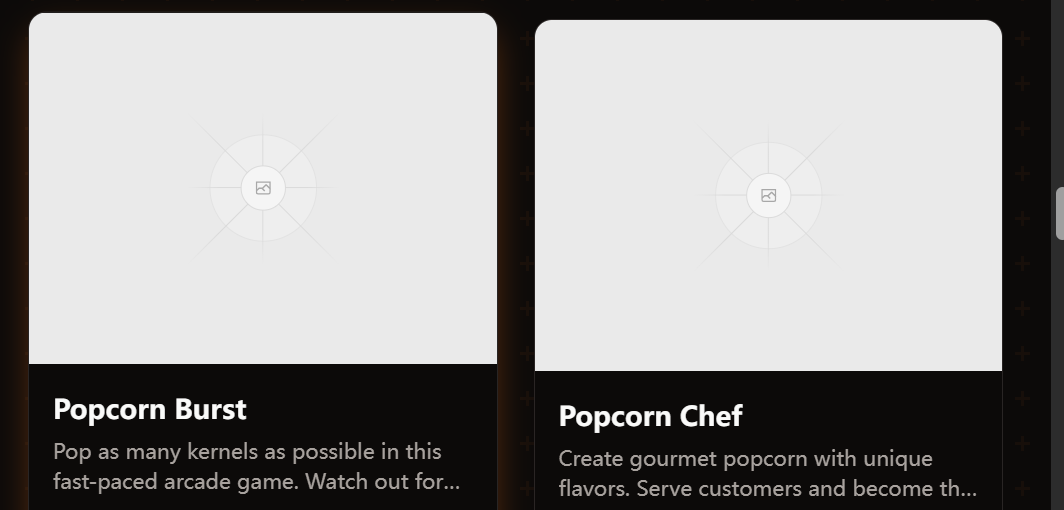 Popcorn Burst
Pop as many kernels as possible in this
fast-paced arcade game. Watch out for...
Popcorn Chef
Create gourmet popcorn with unique
flavors. Serve customers and become th...